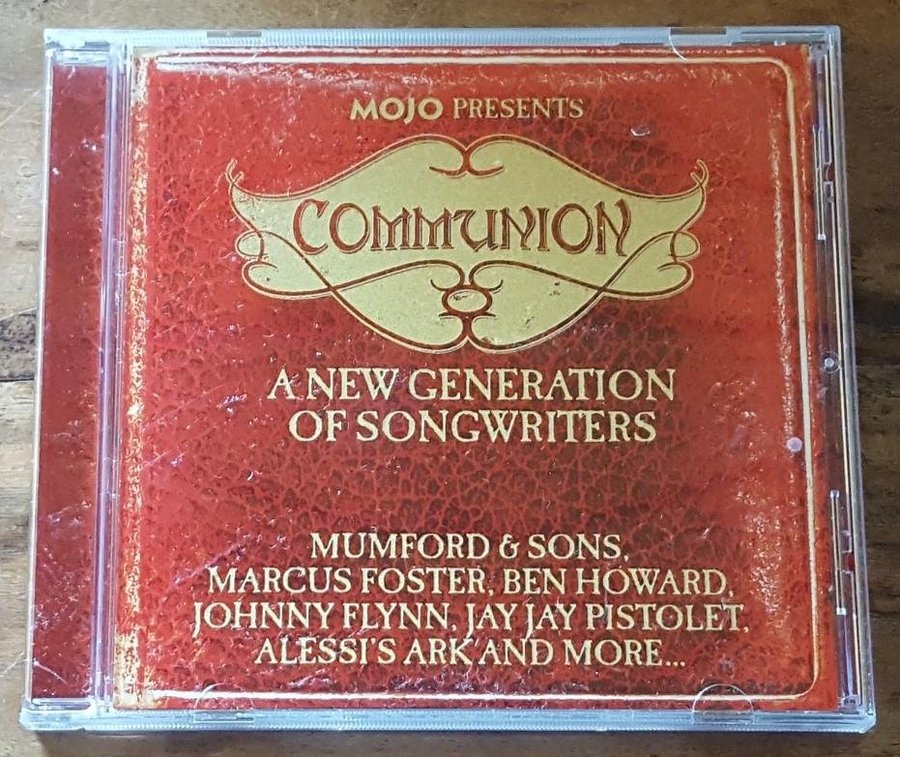 MOJO PRESENTS
COMMUNION
A NEW GENERATION
OF SONGWRITERS
MUMFORD & SONS,
MARCUS FOSTER, BEN HOWARD,
JOHNNY FLYNN, JAY JAY PISTOLET,
ALESSI'S ARK AND MORE...